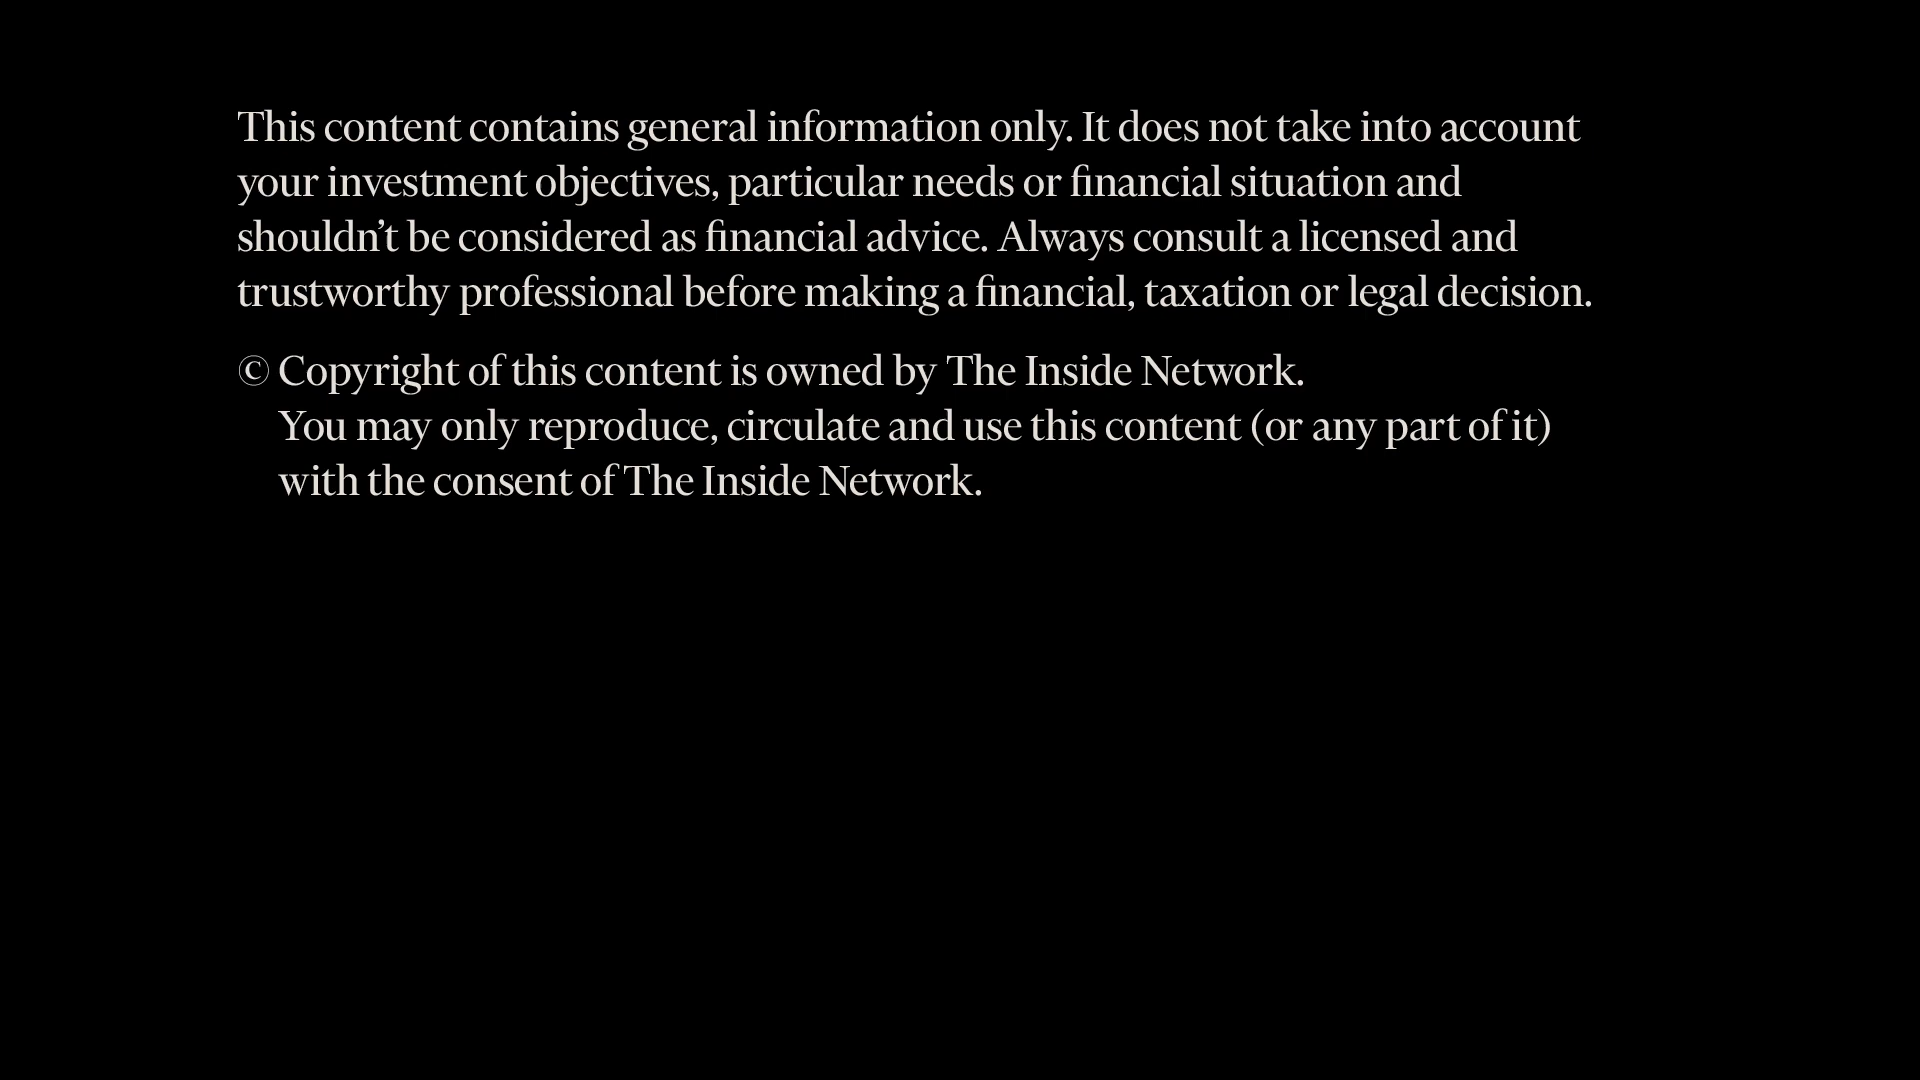 This content contains general information only. It does not take into account
your investment objectives, particular needs or financial situation and
shouldn’t be considered as financial advice. Always consult a licensed and
trustworthy professional before making a financial, taxation or legal decision.
© Copyright of this content is owned by The Inside Network.
You may only reproduce, circulate and use this content (or any part of it)
with the consent of The Inside Network.